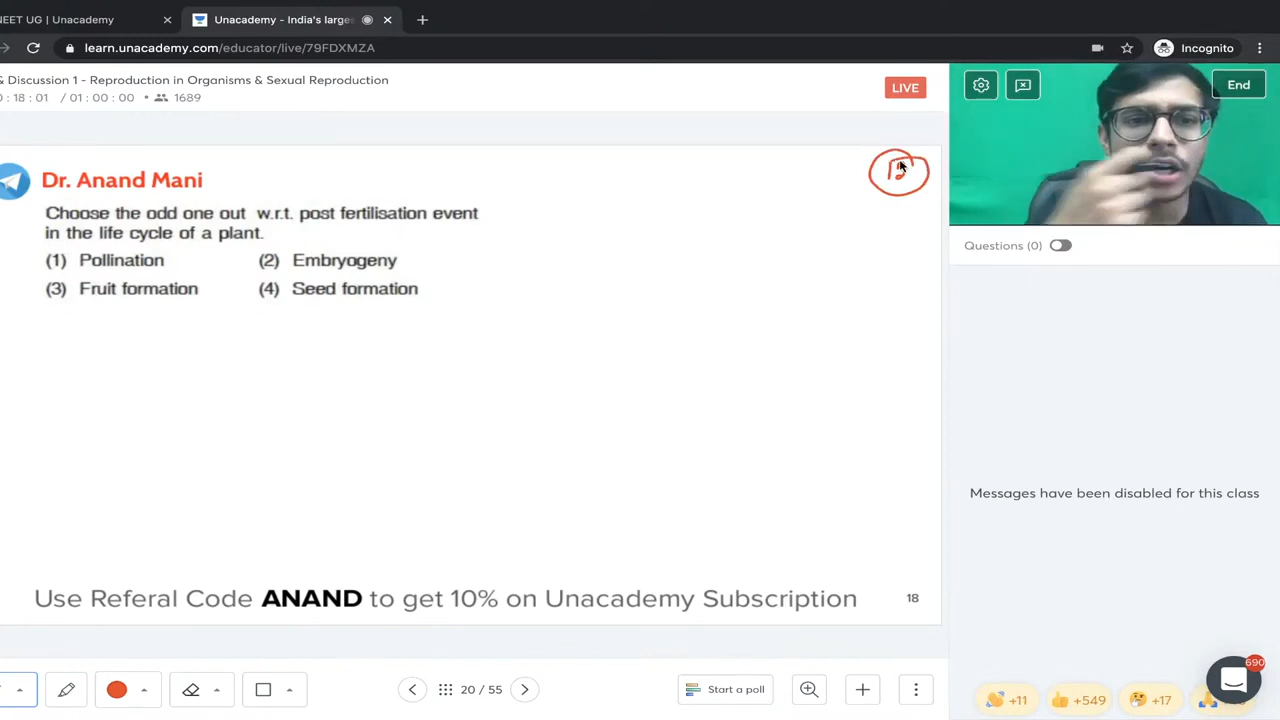 NEET UG | Unacademy
Unacademy - India's large
learn.unacademy.com/educator/live/79FDXMZA
Incognito
& Discussion 1 - Reproduction in Organisms & Sexual Reproduction
: 18 : 01 / 01 : 00 : 00 • 1689
LIVE
End
Dr. Anand Mani
Choose the odd one out w.r.t. post fertilisation event
in the life cycle of a plant.
(1) Pollination (2) Embryogeny
(3) Fruit formation (4) Seed formation
Questions (0)
Messages have been disabled for this class
Use Referal Code ANAND to get 10% on Unacademy Subscription
18
20 / 55
Start a poll
690
+11 +549 +17